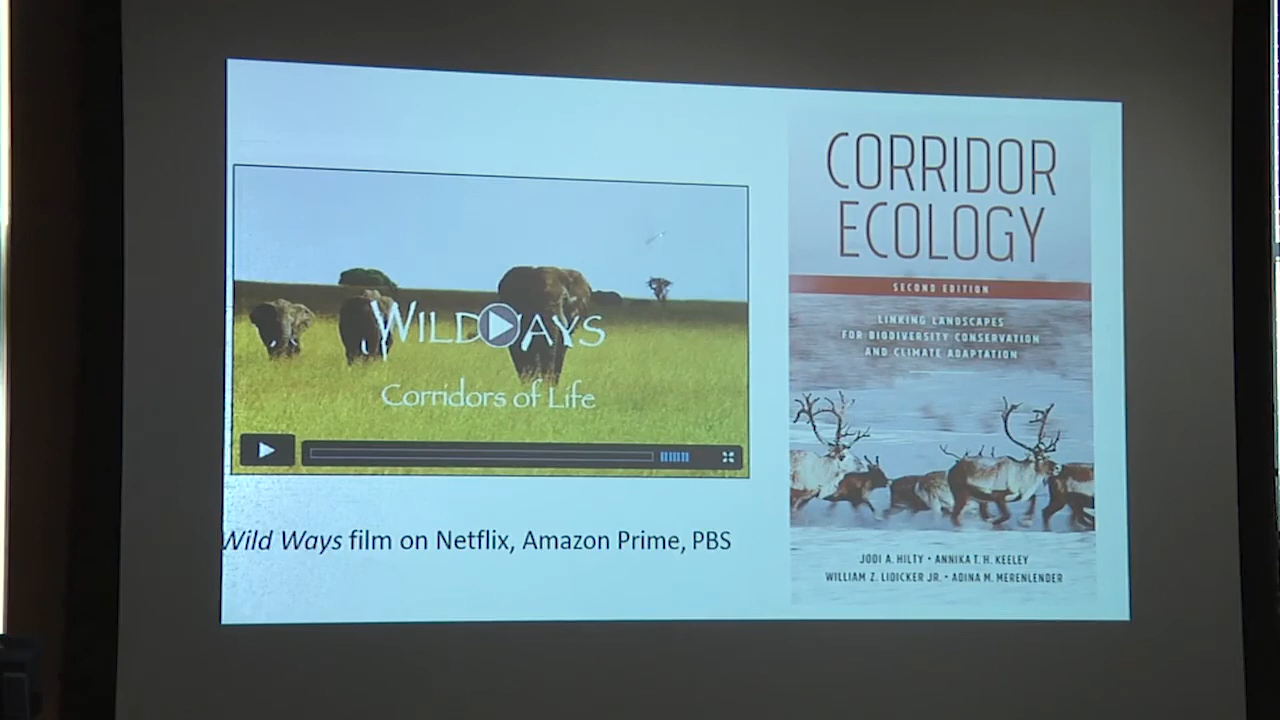 WILDWAYS
Corridors of Life
Wild Ways film on Netflix, Amazon Prime, PBS
CORRIDOR
ECOLOGY
SECOND EDITION
LINKING LANDSCAPES
FOR BIODIVERSITY CONSERVATION
AND CLIMATE ADAPTATION
JODI A. HILTY • ANNIKA T. H. KEELEY
WILLIAM Z. LIDICKER JR. • ADINA M. MERENLENDER